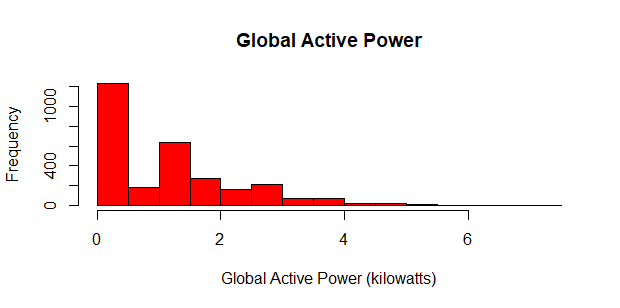 Global Active Power
Frequency
1000
400
0
0 2 4 6
Global Active Power (kilowatts)